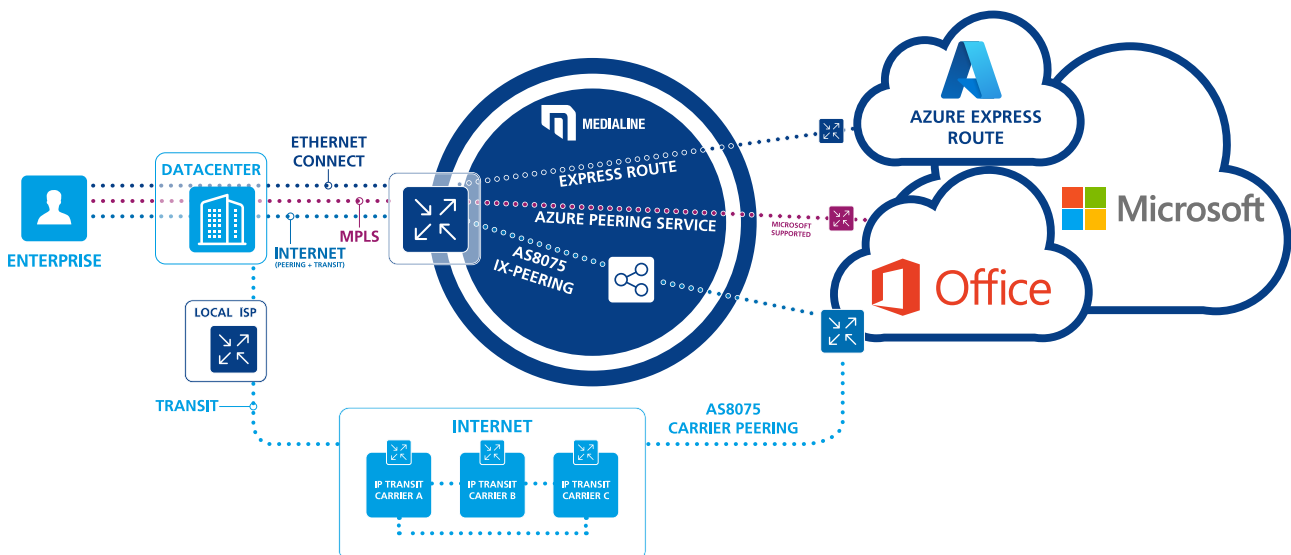 ENTERPRISE
DATACENTER
ETHERNET
CONNECT
MPLS
INTERNET
(PEERING + TRANSIT)
LOCAL ISP
TRANSIT
MEDIALINE
EXPRESS ROUTE
AZURE PEERING SERVICE
AS8075
IX-PEERING
MICROSOFT
SUPPORTED
AZURE EXPRESS
ROUTE
Microsoft
Office
INTERNET
IP TRANSIT
CARRIER A
IP TRANSIT
CARRIER B
IP TRANSIT
CARRIER C
AS8075
CARRIER PEERING